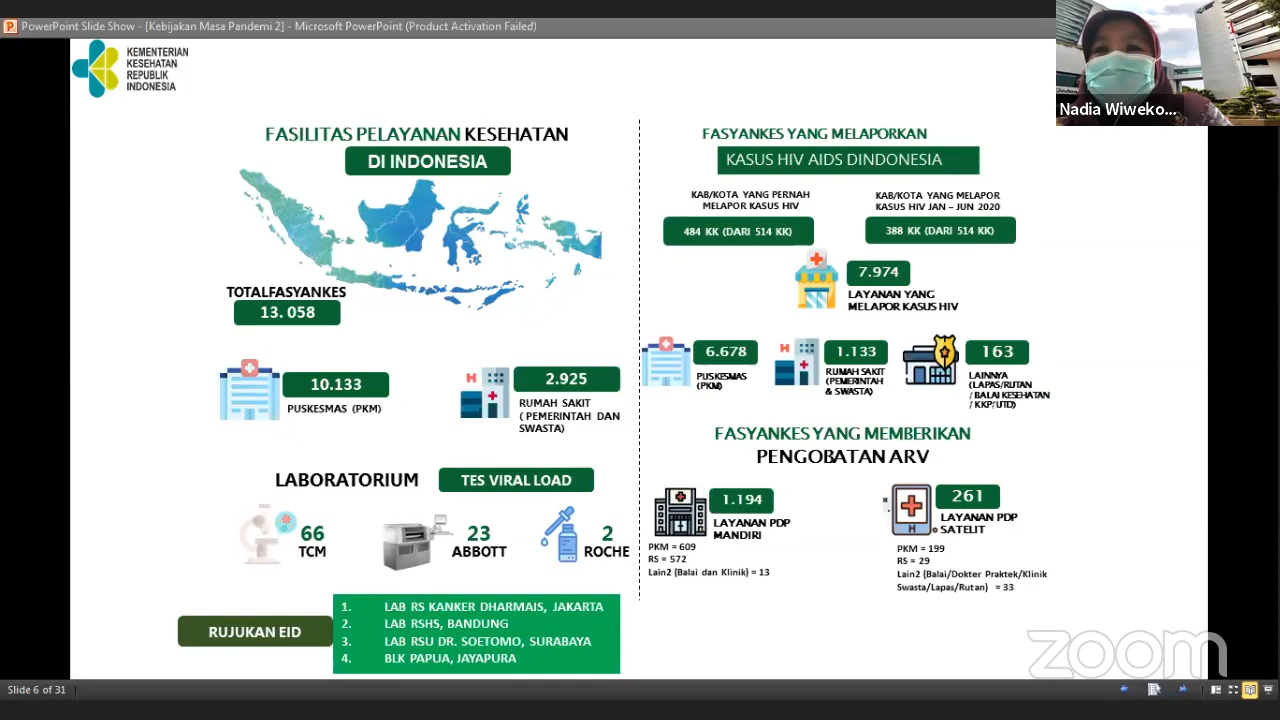 PowerPoint Slide Show - [Kebijakan Masa Pandemi 2] - Microsoft PowerPoint (Product Activation Failed)
KEMENTERIAN
KESEHATAN
REPUBLIK
INDONESIA
Nadia Wiweko...
FASILITAS PELAYANAN KESEHATAN
DI INDONESIA
TOTALFASYANKES
13. 058
10.133
PUSKESMAS (PKM)
2.925
RUMAH SAKIT
( PEMERINTAH DAN
SWASTA)
LABORATORIUM
TES VIRAL LOAD
66
TCM
23
ABBOTT
2
ROCHE
RUJUKAN EID
1. LAB RS KANKER DHARMAIS, JAKARTA
2. LAB RSHS, BANDUNG
3. LAB RSU DR. SOETOMO, SURABAYA
4. BLK PAPUA, JAYAPURA
FASYANKES YANG MELAPORKAN
KASUS HIV AIDS DINDONESIA
KAB/KOTA YANG PERNAH
MELAPOR KASUS HIV
484 KK (DARI 514 KK)
KAB/KOTA YANG MELAPOR
KASUS HIV JAN – JUN 2020
388 KK (DARI 514 KK)
7.974
LAYANAN YANG
MELAPOR KASUS HIV
6.678
PUSKESMAS
(PKM)
H
1.133
RUMAH SAKIT
(PEMERINTAH
& SWASTA)
163
LAINNYA
(LAPAS/RUTAN
/ BALAI KESEHATAN
/ KKP/UTD)
FASYANKES YANG MEMBERIKAN
PENGOBATAN ARV
1.194
LAYANAN PDP
MANDIRI
PKM = 609
RS = 572
Lain2 (Balai dan Klinik) = 13
H
261
LAYANAN PDP
SATELIT
PKM = 199
RS = 29
Lain2 (Balai/Dokter Praktek/Klinik
Swasta/Lapas/Rutan) = 33
zoom
Slide 6 of 31